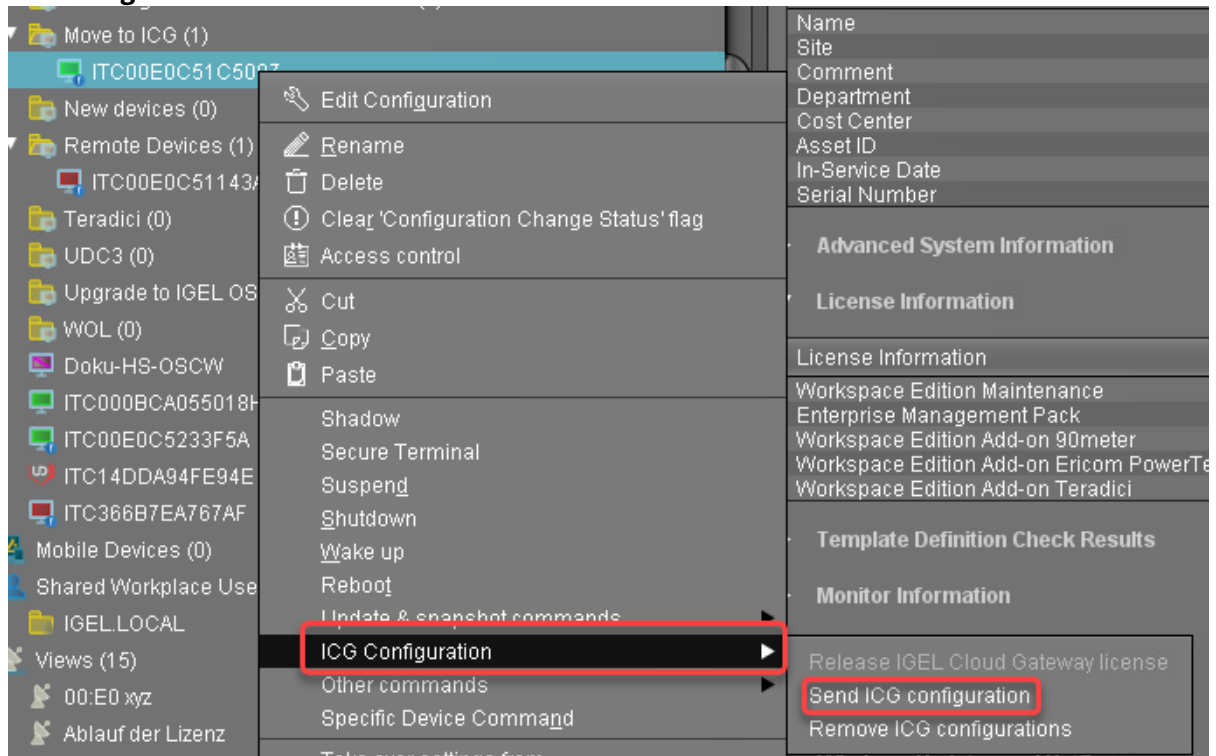 Move to ICG (1)
ITC00E0C51C5
New devices (0)
Remote Devices (1)
ITC00E0C51143
Teradici (0)
UDC3 (0)
Upgrade to IGEL OS
WOL (0)
Doku-HS-OSCW
ITC000BCA055018H
ITC00E0C5233F5A
ITC14DDA94FE94E
ITC366B7EA767AF
Mobile Devices (0)
Shared Workplace Use
IGEL.LOCAL
Views (15)
00:E0 xyz
Ablauf der Lizenz
Edit Configuration
Rename
Delete
Clear 'Configuration Change Status' flag
Access control
Cut
Copy
Paste
Shadow
Secure Terminal
Suspend
Shutdown
Wake up
Reboot
Update & snapshot commands
ICG Configuration
Other commands
Specific Device Command
Take over settings from
Release IGEL Cloud Gateway license
Send ICG configuration
Remove ICG configurations
Name
Site
Comment
Department
Cost Center
Asset ID
In-Service Date
Serial Number
Advanced System Information
License Information
License Information
Workspace Edition Maintenance
Enterprise Management Pack
Workspace Edition Add-on 90meter
Workspace Edition Add-on Ericom PowerTe
Workspace Edition Add-on Teradici
Template Definition Check Results
Monitor Information